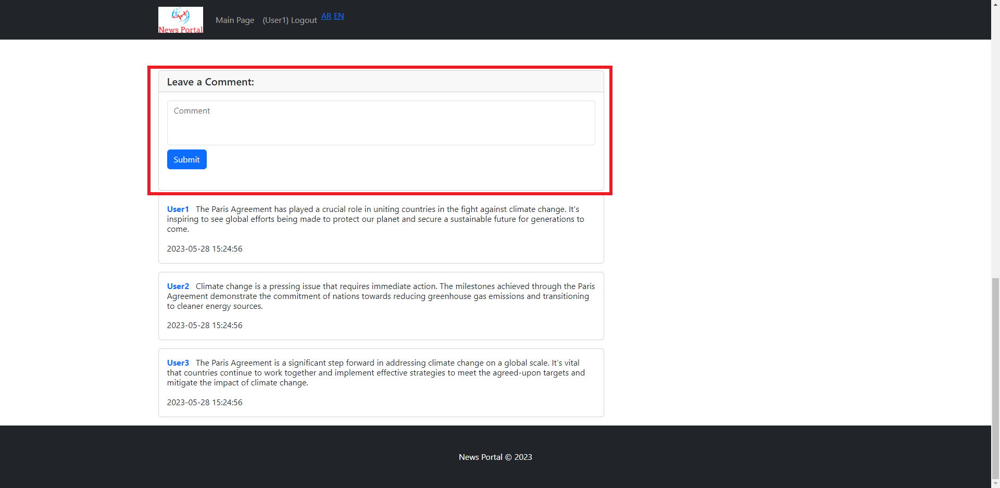 News Portal
Main Page (User1) Logout AR EN
Leave a Comment:
Comment
Submit
User1 The Paris Agreement has played a crucial role in uniting countries in the fight against climate change. It's
inspiring to see global efforts being made to protect our planet and secure a sustainable future for generations to
come.
2023-05-28 15:24:56
User2 Climate change is a pressing issue that requires immediate action. The milestones achieved through the Paris
Agreement demonstrate the commitment of nations towards reducing greenhouse gas emissions and transitioning
to cleaner energy sources.
2023-05-28 15:24:56
User3 The Paris Agreement is a significant step forward in addressing climate change on a global scale. It's vital
that countries continue to work together and implement effective strategies to meet the agreed-upon targets and
mitigate the impact of climate change.
2023-05-28 15:24:56
News Portal © 2023